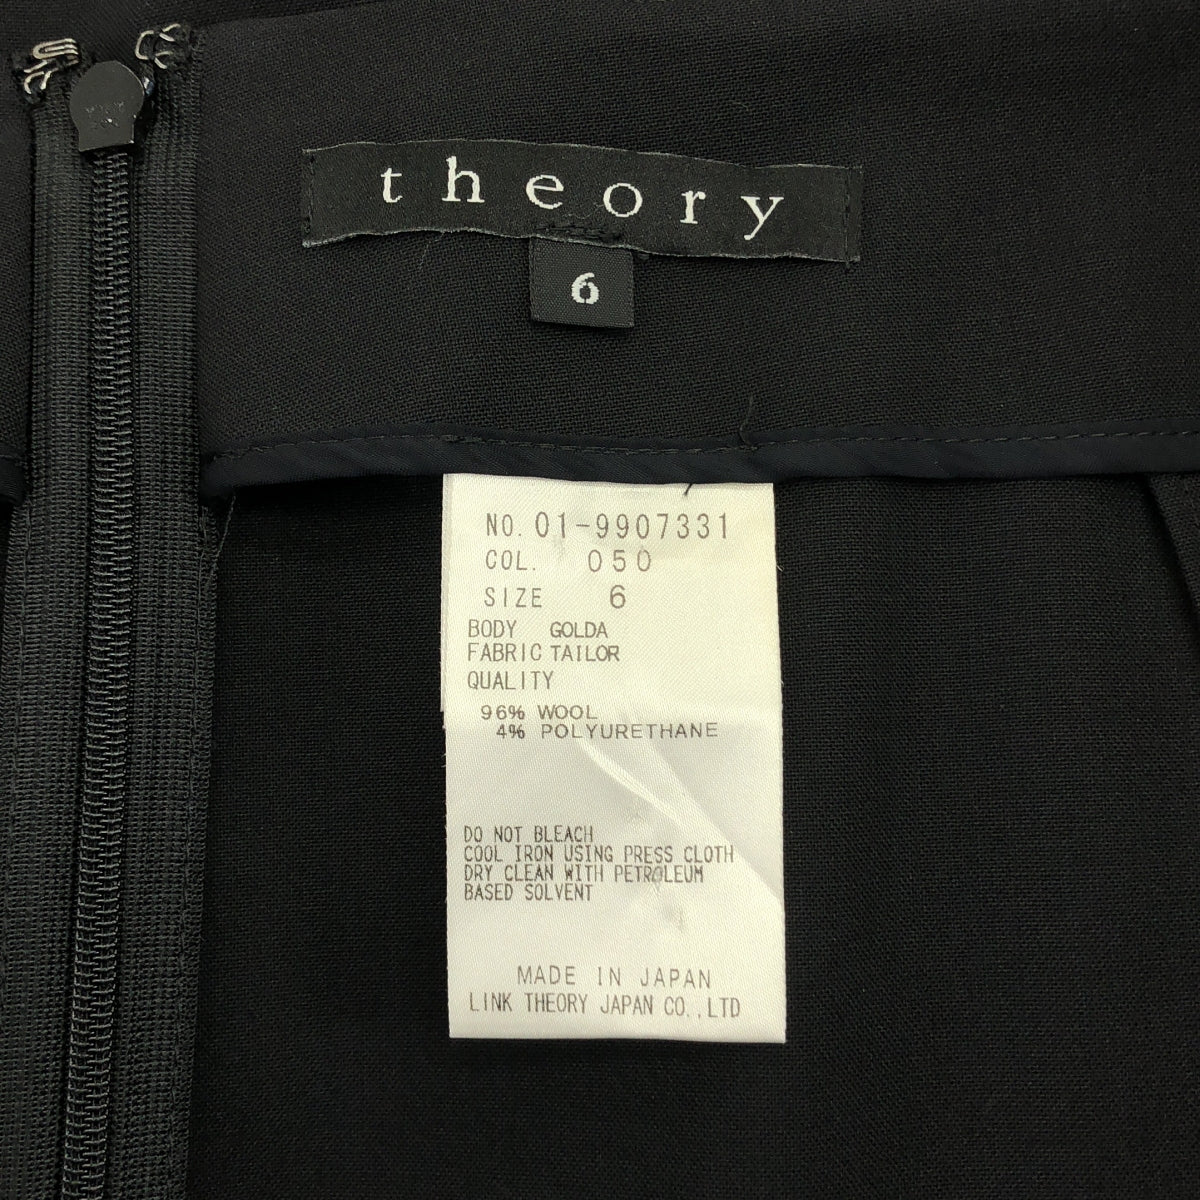 theory
6
NO. 01-9907331
COL. 050
SIZE 6
BODY GOLDA
FABRIC TAILOR
QUALITY
96% WOOL
4% POLYURETHANE
DO NOT BLEACH
COOL IRON USING PRESS CLOTH
DRY CLEAN WITH PETROLEUM
BASED SOLVENT
MADE IN JAPAN
LINK THEORY JAPAN CO.,LTD